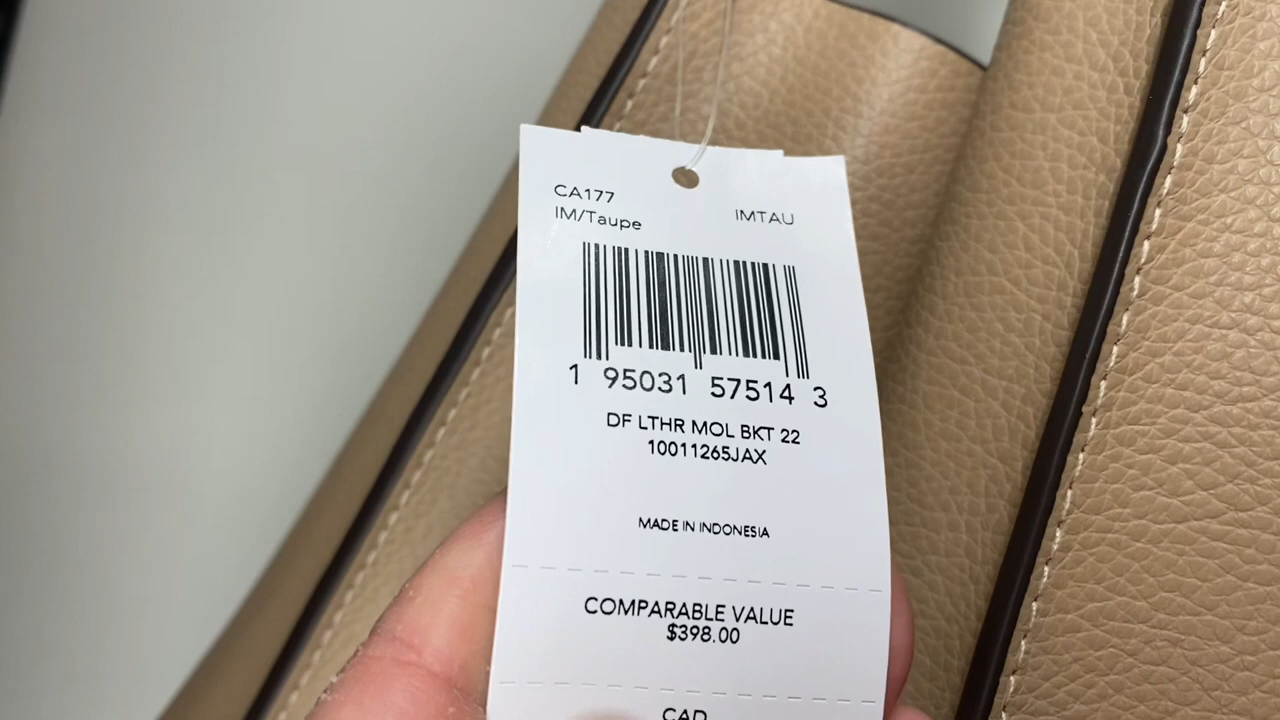 CA177
IM/Taupe IMTAU
1 95031 57514 3
DF LTHR MOL BKT 22
10011265JAX
MADE IN INDONESIA
COMPARABLE VALUE
$398.00
CAD